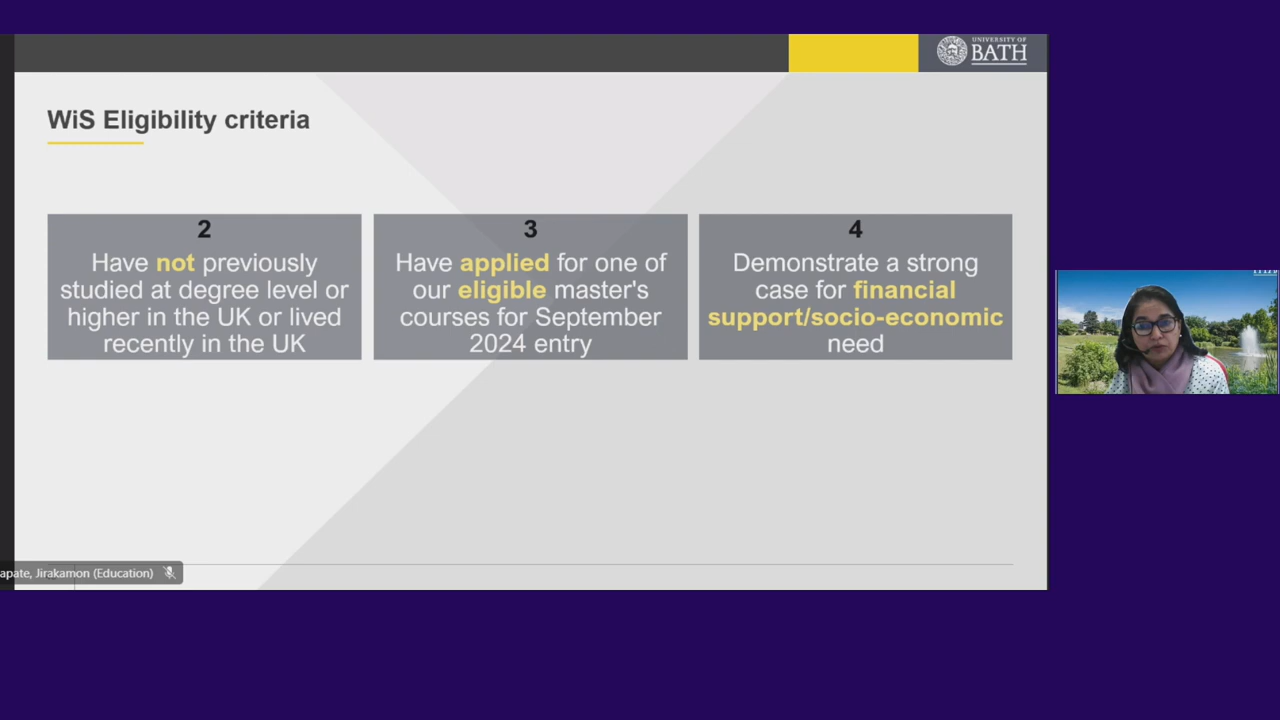 UNIVERSITY OF
BATH
WiS Eligibility criteria
2
Have not previously
studied at degree level or
higher in the UK or lived
recently in the UK
3
Have applied for one of
our eligible master's
courses for September
2024 entry
4
Demonstrate a strong
case for financial
support/socio-economic
need
apate, Jirakamon (Education)